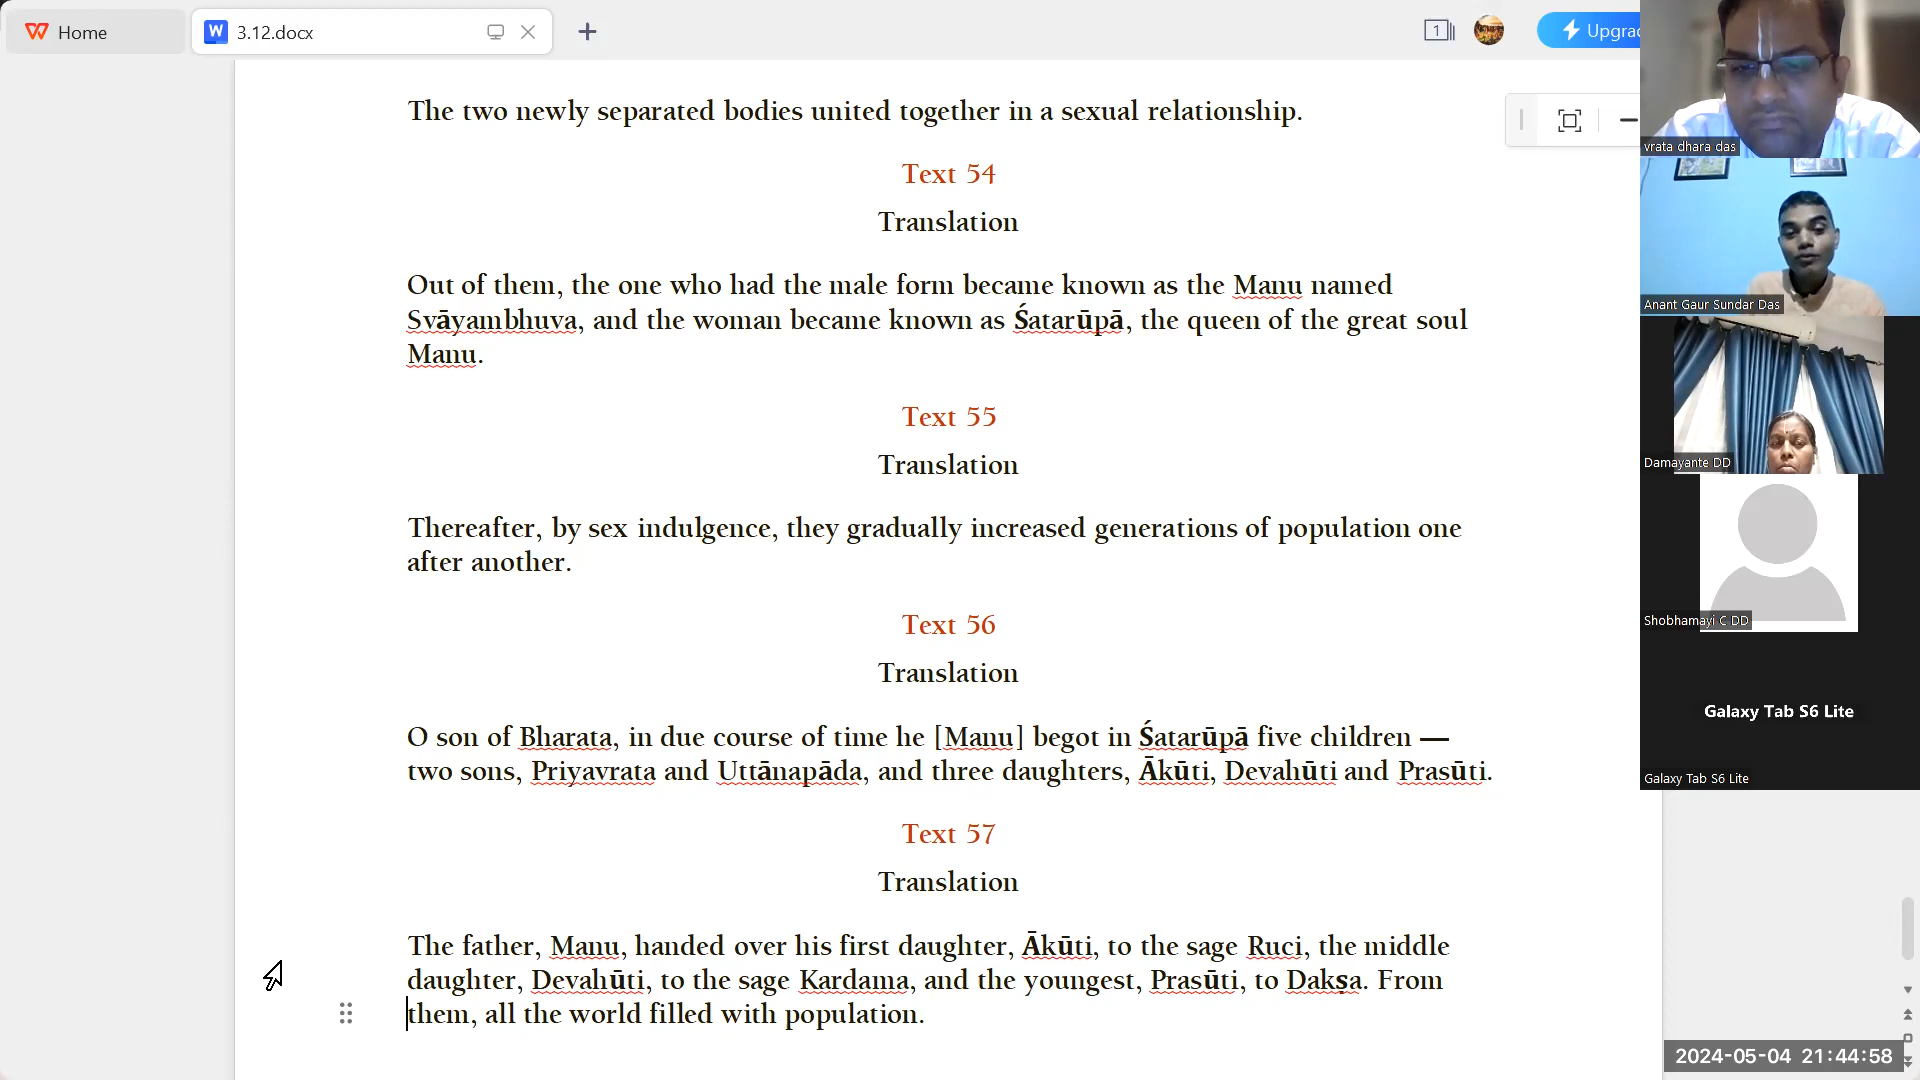 Home
3.12.docx
1
Upgrad
The two newly separated bodies united together in a sexual relationship.
Text 54
Translation
Out of them, the one who had the male form became known as the Manu named
Svāyambhuva, and the woman became known as Śatarūpā, the queen of the great soul
Manu.
Text 55
Translation
Thereafter, by sex indulgence, they gradually increased generations of population one
after another.
Text 56
Translation
O son of Bharata, in due course of time he [Manu] begot in Śatarūpā five children —
two sons, Priyavrata and Uttānapāda, and three daughters, Ākūti, Devahūti and Prasūti.
Text 57
Translation
The father, Manu, handed over his first daughter, Ākūti, to the sage Ruci, the middle
daughter, Devahūti, to the sage Kardama, and the youngest, Prasūti, to Dakṣa. From
them, all the world filled with population.
vrata dhara das
Anant Gaur Sundar Das
Damayante DD
Shobhamayi C DD
Galaxy Tab S6 Lite
Galaxy Tab S6 Lite
2024-05-04 21:44:58